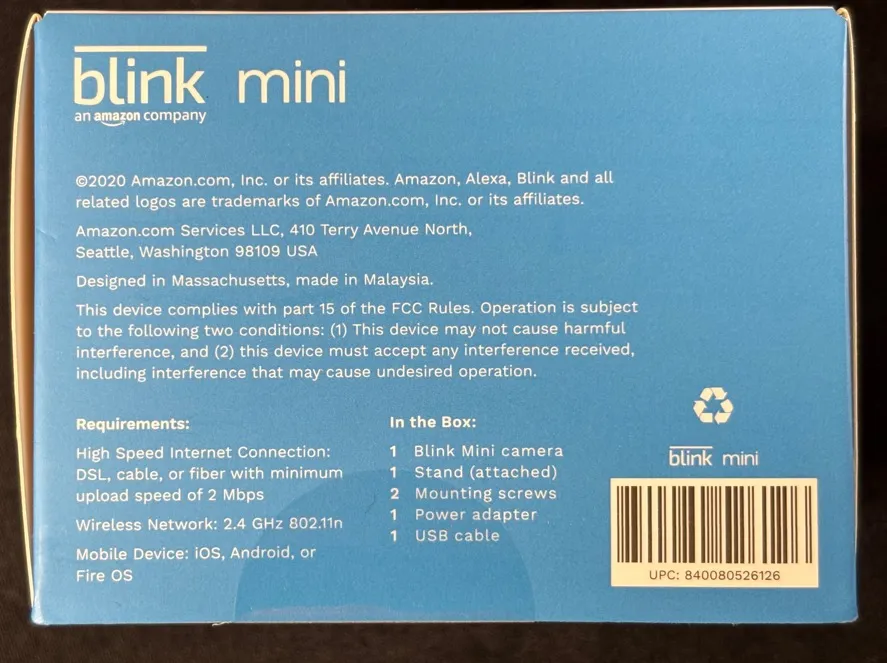 blink mini
an amazon company
©2020 Amazon.com, Inc. or its affiliates. Amazon, Alexa, Blink and all
related logos are trademarks of Amazon.com, Inc. or its affiliates.
Amazon.com Services LLC, 410 Terry Avenue North,
Seattle, Washington 98109 USA
Designed in Massachusetts, made in Malaysia.
This device complies with part 15 of the FCC Rules. Operation is subject
to the following two conditions: (1) This device may not cause harmful
interference, and (2) this device must accept any interference received,
including interference that may cause undesired operation.
Requirements:
High Speed Internet Connection:
DSL, cable, or fiber with minimum
upload speed of 2 Mbps
Wireless Network: 2.4 GHz 802.11n
Mobile Device: iOS, Android, or
Fire OS
In the Box:
1 Blink Mini camera
1 Stand (attached)
2 Mounting screws
1 Power adapter
1 USB cable
blink mini
UPC: 840080526126